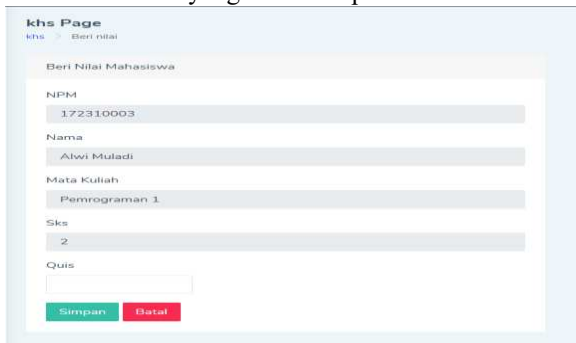 khs Page
khs > Beri nilai
Beri Nilai Mahasiswa
NPM
172310003
Nama
Alwi Muladi
Mata Kuliah
Pemrograman 1
Sks
2
Quis
Simpan Batal